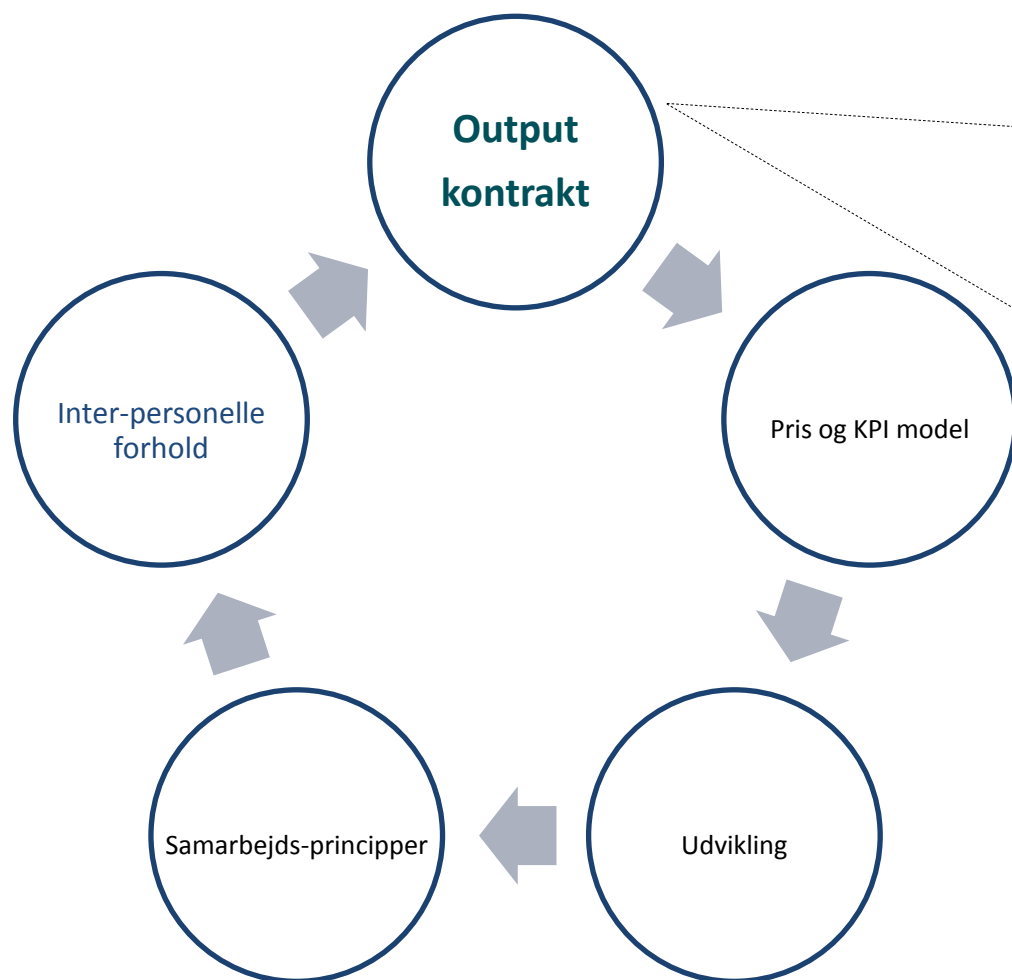 Output
kontrakt
Inter-personelle
forhold
Pris og KPI model
Samarbejds-principper
Udvikling